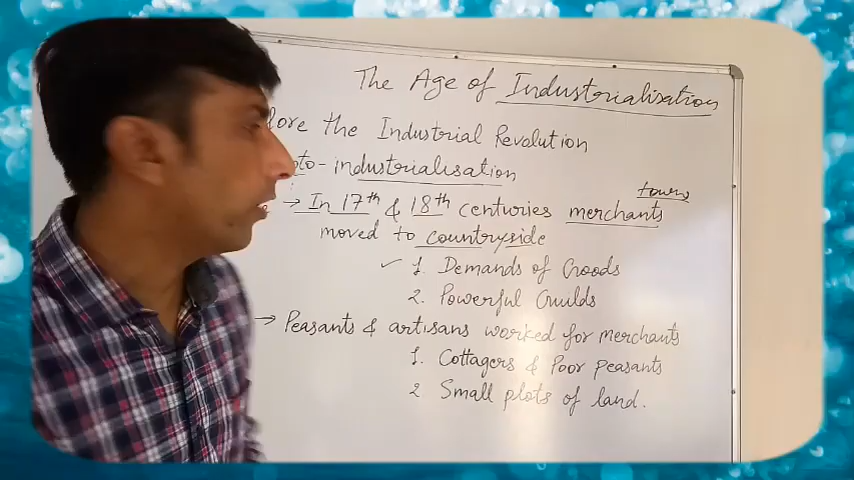 The Age of Industrialisation
the Industrial Revolution
industrialisation
towns
→ In 17th & 18th centuries merchants
moved to countryside
✓ 1. Demands of Goods
2. Powerful Guilds
→ Peasants & artisans worked for merchants
1. Cottagers & Poor peasants
2 Small plots of land.